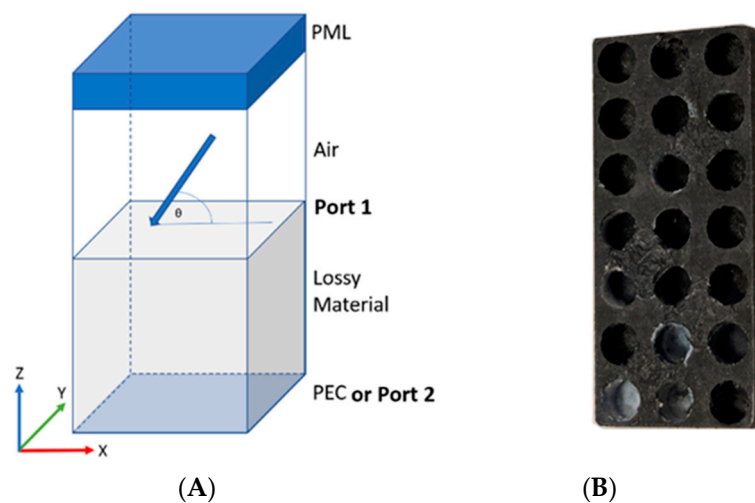 PML
Air
Port 1
θ
Lossy
Material
Z
Y
PEC or Port 2
X
(A)
(B)